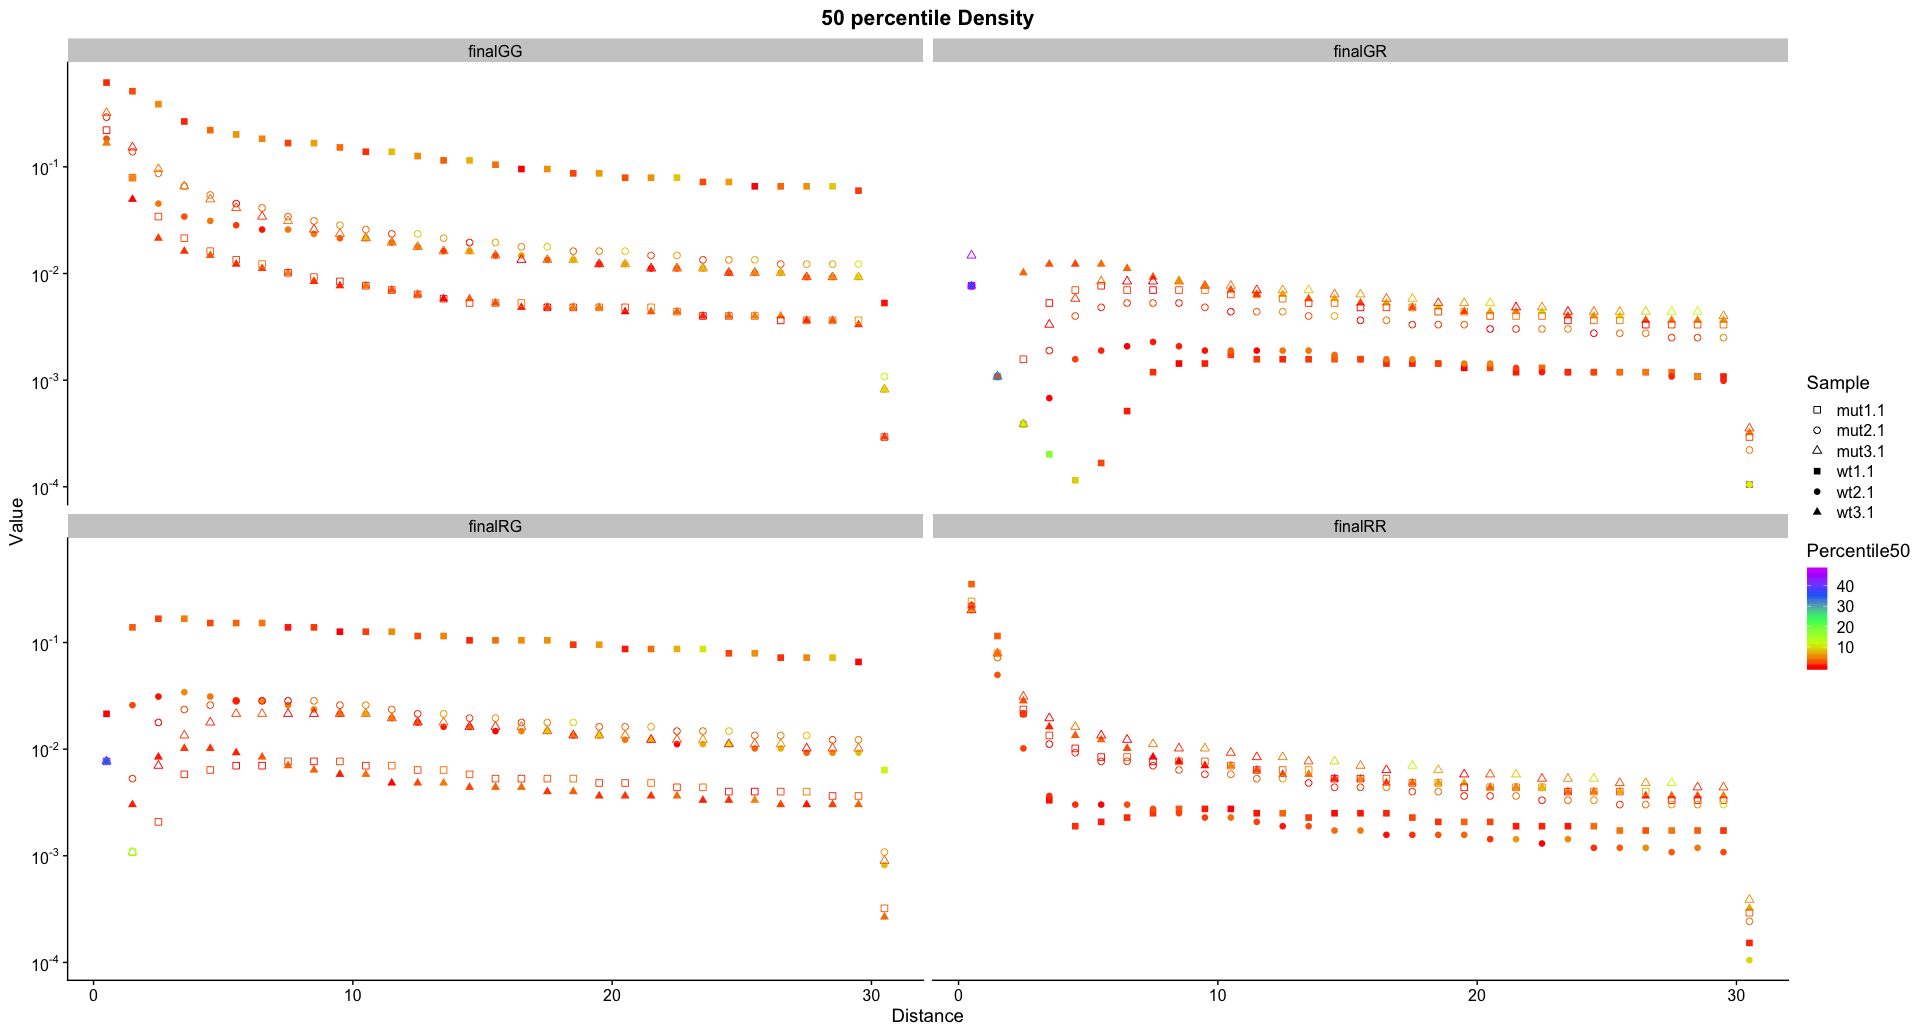 50 percentile Density
finalGG
finalGR
10-1
10-2
10-3
10-4
Value
finalRG
finalRR
10-1
10-2
10-3
10-4
0
10
20
30
0
10
20
30
Distance
Sample
mut1.1
mut2.1
mut3.1
wt1.1
wt2.1
wt3.1
Percentile50
40
30
20
10